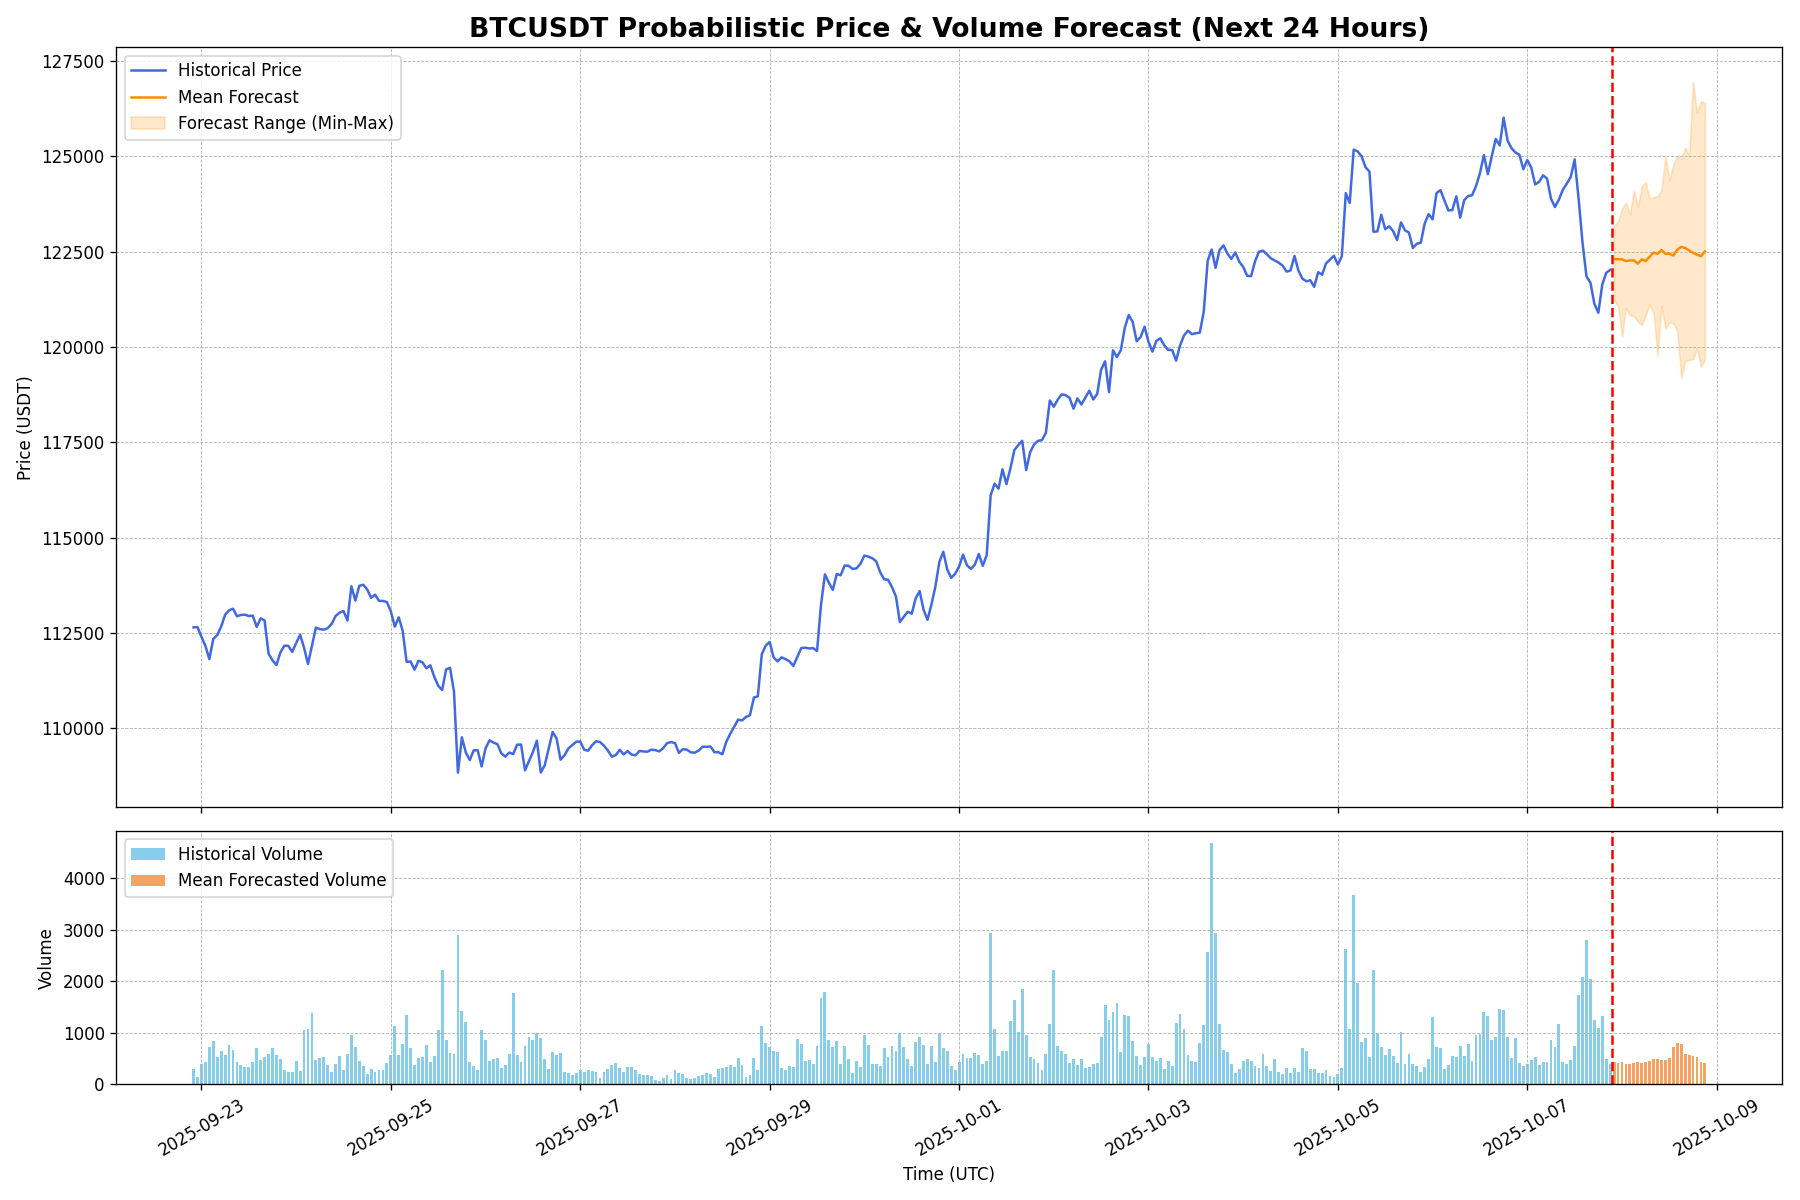 BTCUSDT Probabilistic Price & Volume Forecast (Next 24 Hours)
Historical Price
Mean Forecast
Forecast Range (Min-Max)
127500
125000
122500
120000
117500
115000
112500
110000
Price (USDT)
Historical Volume
Mean Forecasted Volume
4000
3000
2000
1000
0
Volume
2025-09-23
2025-09-25
2025-09-27
2025-09-29
2025-10-01
2025-10-03
2025-10-05
2025-10-07
2025-10-09
Time (UTC)